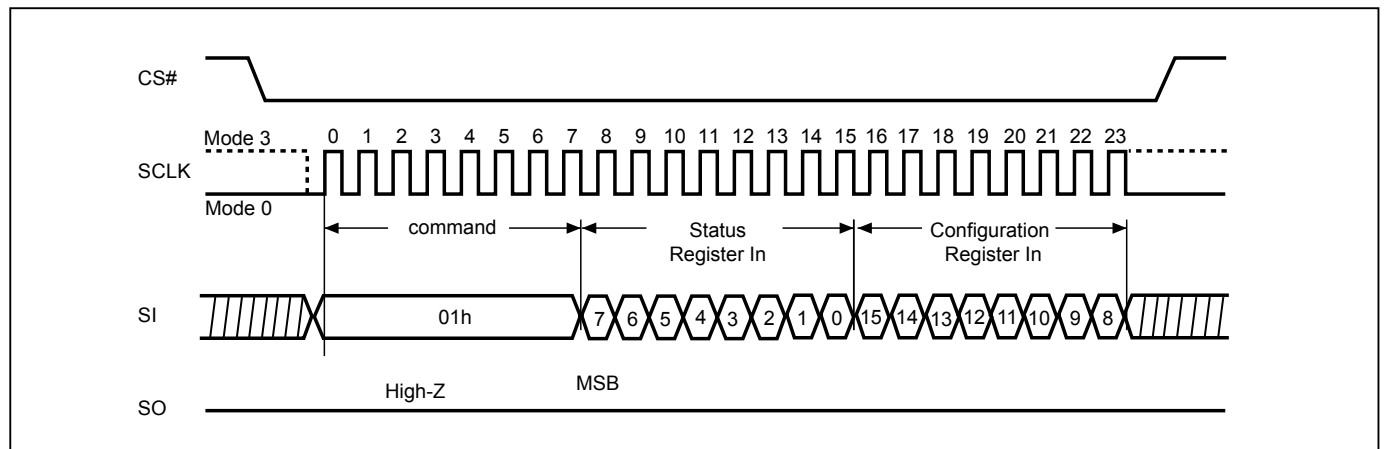 CS#
Mode 3
0 1 2 3 4 5 6 7 8 9 10 11 12 13 14 15 16 17 18 19 20 21 22 23
SCLK
Mode 0
command
Status
Register In
Configuration
Register In
SI
01h
7 6 5 4 3 2 1 0 15 14 13 12 11 10 9 8
High-Z
MSB
SO